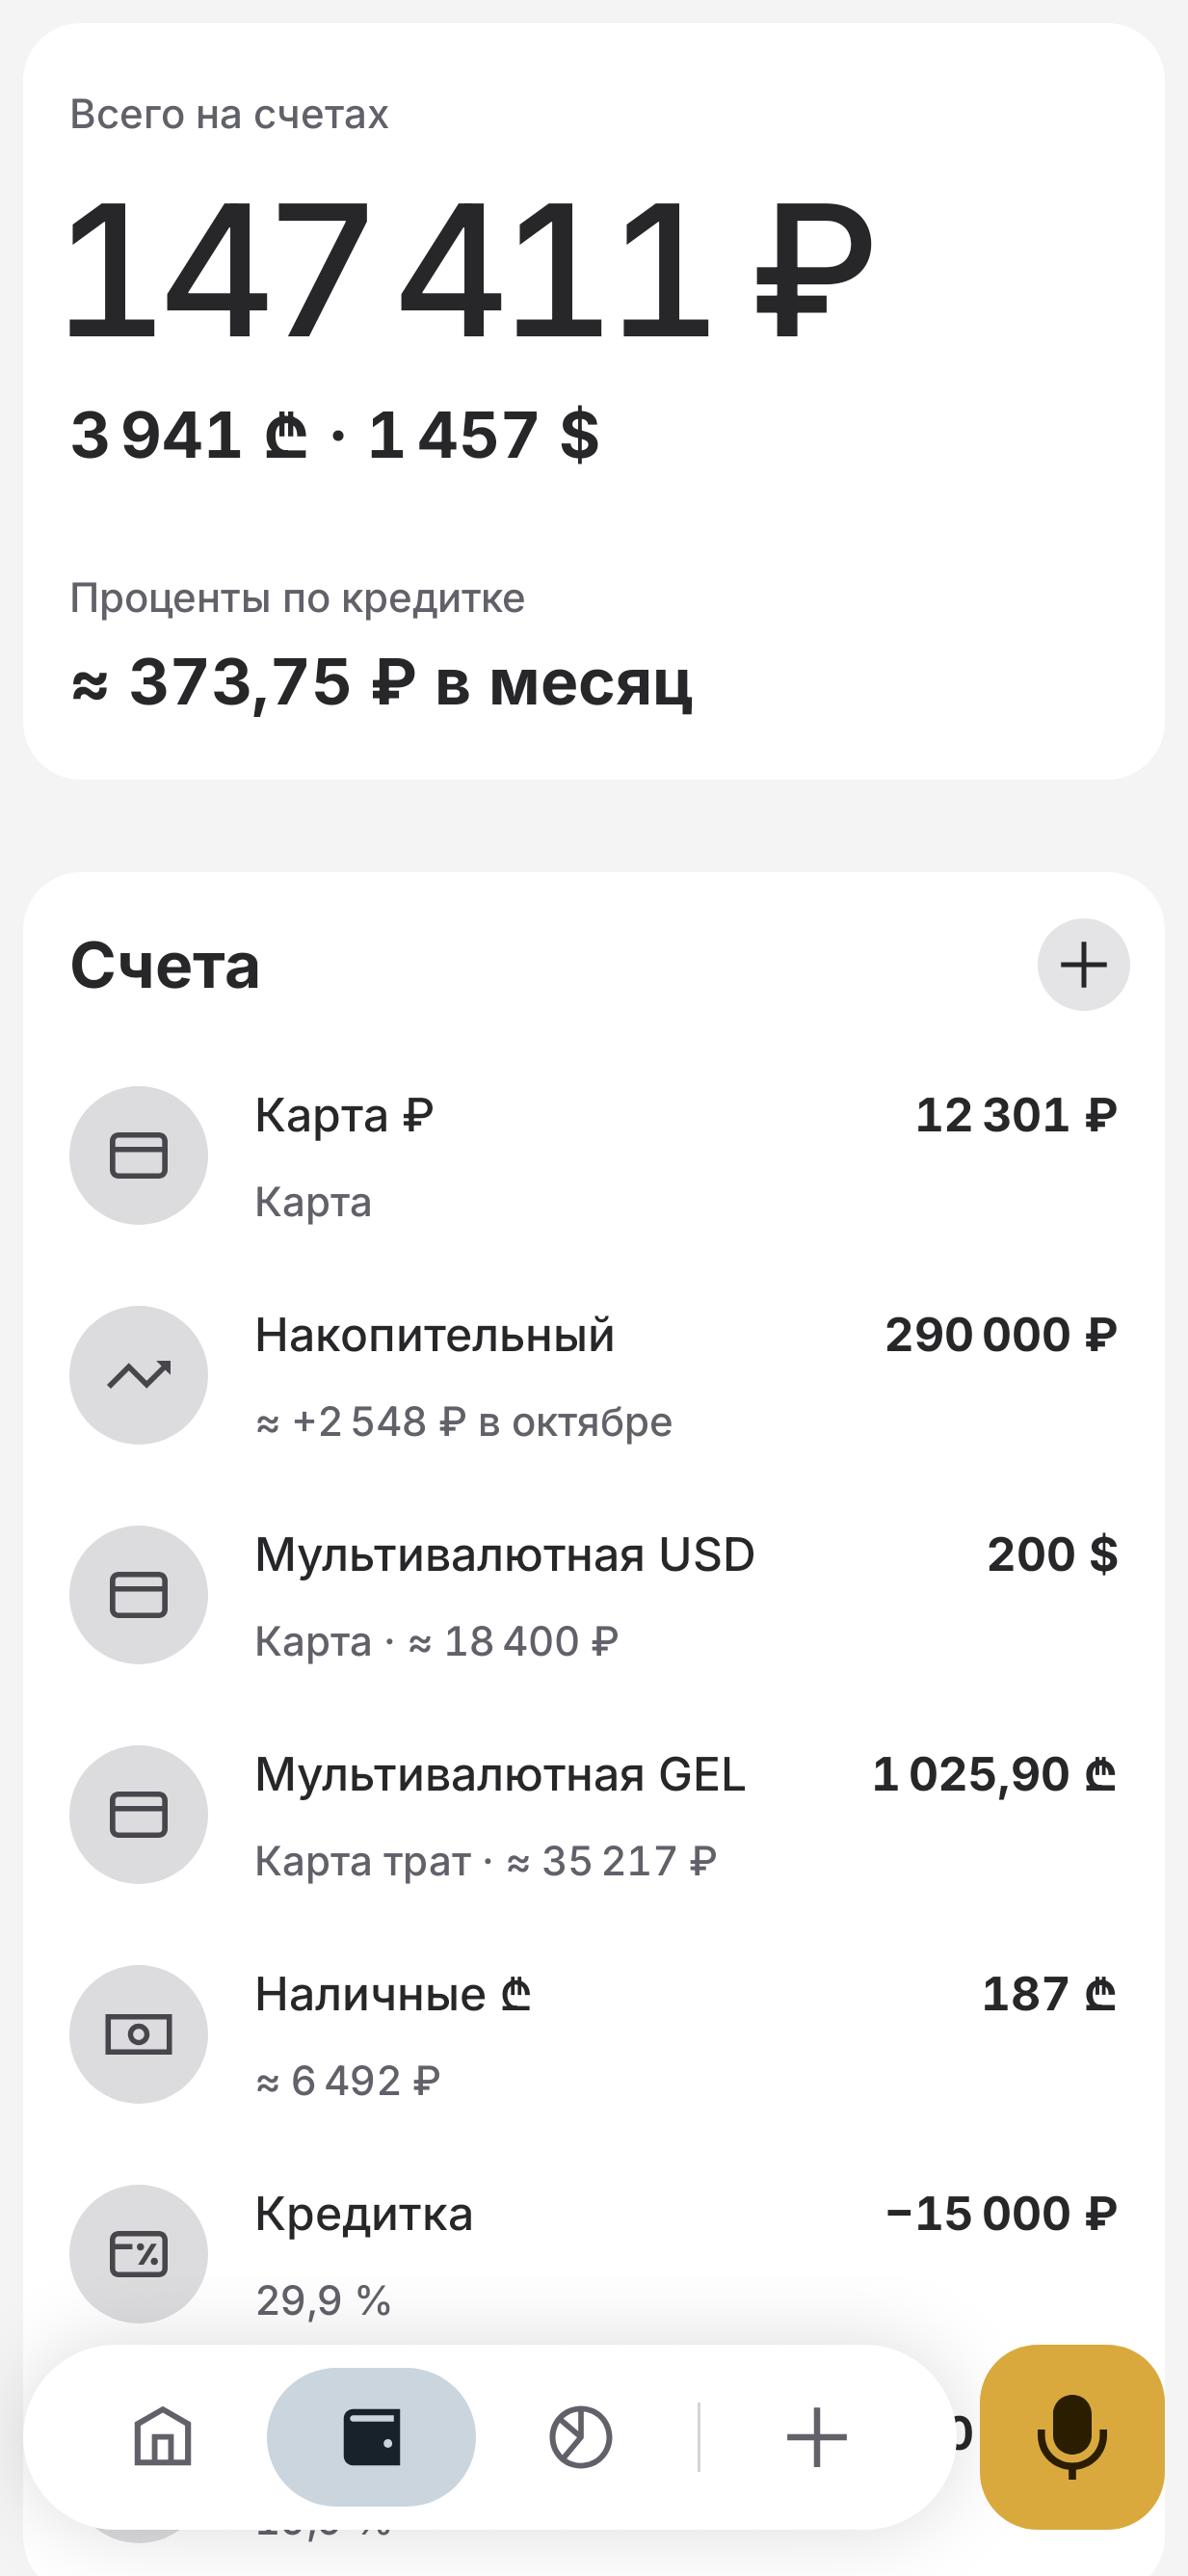 Всего на счетах
147 411 ₽
3 941 ₾ · 1 457 $
Проценты по кредитке
≈ 373,75 ₽ в месяц
Счета
Карта ₽
12 301 ₽
Карта
Накопительный
290 000 ₽
≈ +2 548 ₽ в октябре
Мультивалютная USD
200 $
Карта · ≈ 18 400 ₽
Мультивалютная GEL
1 025,90 ₾
Карта трат · ≈ 35 217 ₽
Наличные ₾
187 ₾
≈ 6 492 ₽
Кредитка
−15 000 ₽
29,9 %